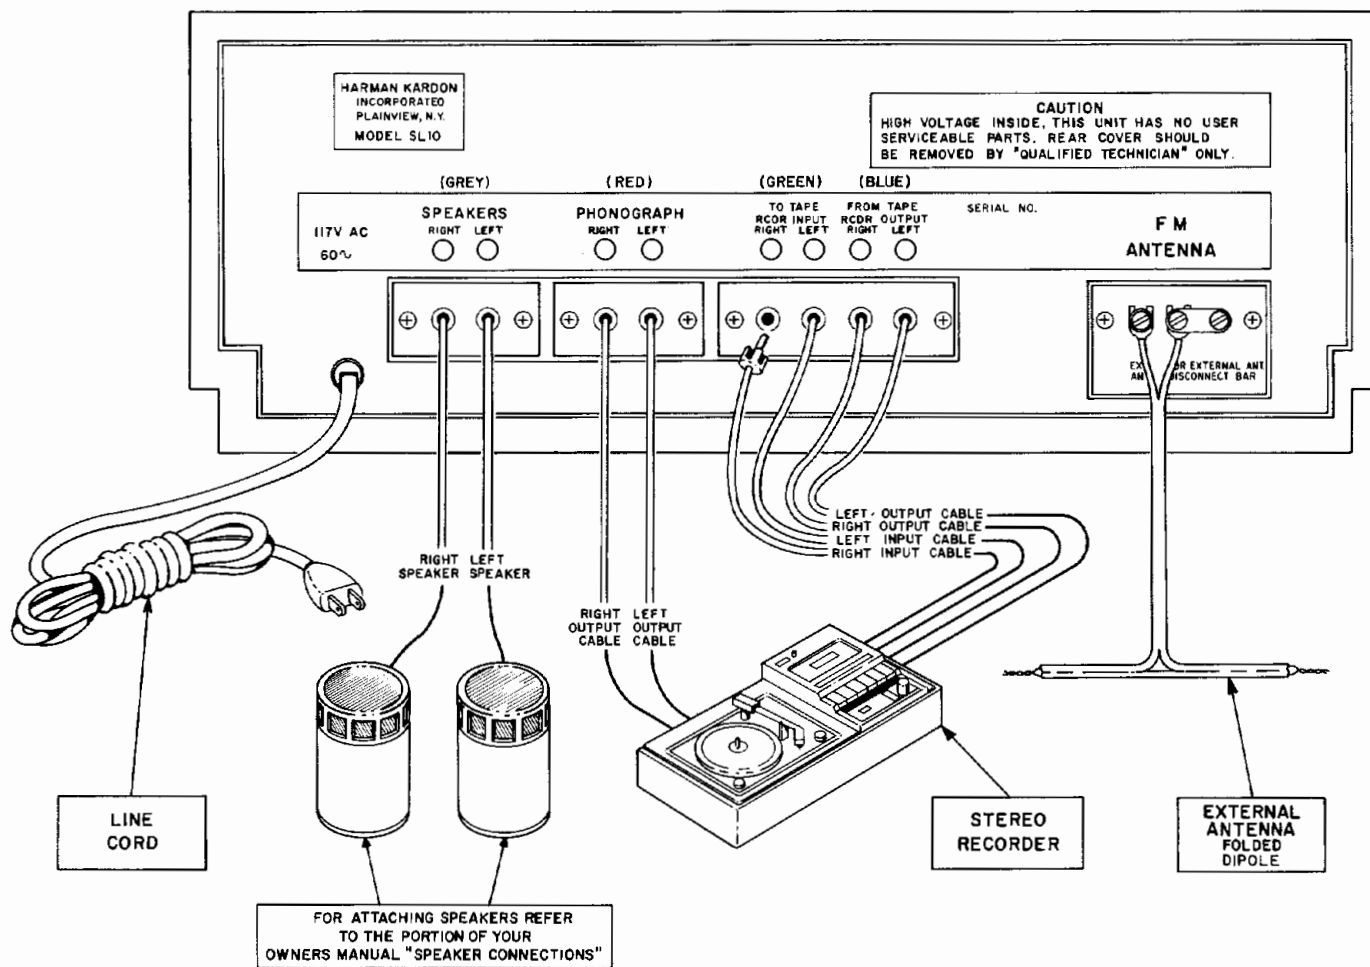 HARMAN KARDON
INCORPORATED
PLAINVIEW, N.Y.
MODEL SL10
CAUTION
HIGH VOLTAGE INSIDE, THIS UNIT HAS NO USER
SERVICEABLE PARTS. REAR COVER SHOULD
BE REMOVED BY "QUALIFIED TECHNICIAN" ONLY.
(GREY)
(RED)
(GREEN)
(BLUE)
117V AC
60∿
SPEAKERS
RIGHT LEFT
PHONOGRAPH
RIGHT LEFT
TO TAPE
RCDR INPUT
RIGHT LEFT
FROM TAPE
RCDR OUTPUT
RIGHT LEFT
SERIAL NO.
FM
ANTENNA
EX OR EXTERNAL ANT
AN DISCONNECT BAR
LEFT OUTPUT CABLE
RIGHT OUTPUT CABLE
LEFT INPUT CABLE
RIGHT INPUT CABLE
RIGHT
SPEAKER
LEFT
SPEAKER
RIGHT
OUTPUT
CABLE
LEFT
OUTPUT
CABLE
LINE
CORD
STEREO
RECORDER
EXTERNAL
ANTENNA
FOLDED
DIPOLE
FOR ATTACHING SPEAKERS REFER
TO THE PORTION OF YOUR
OWNERS MANUAL "SPEAKER CONNECTIONS"